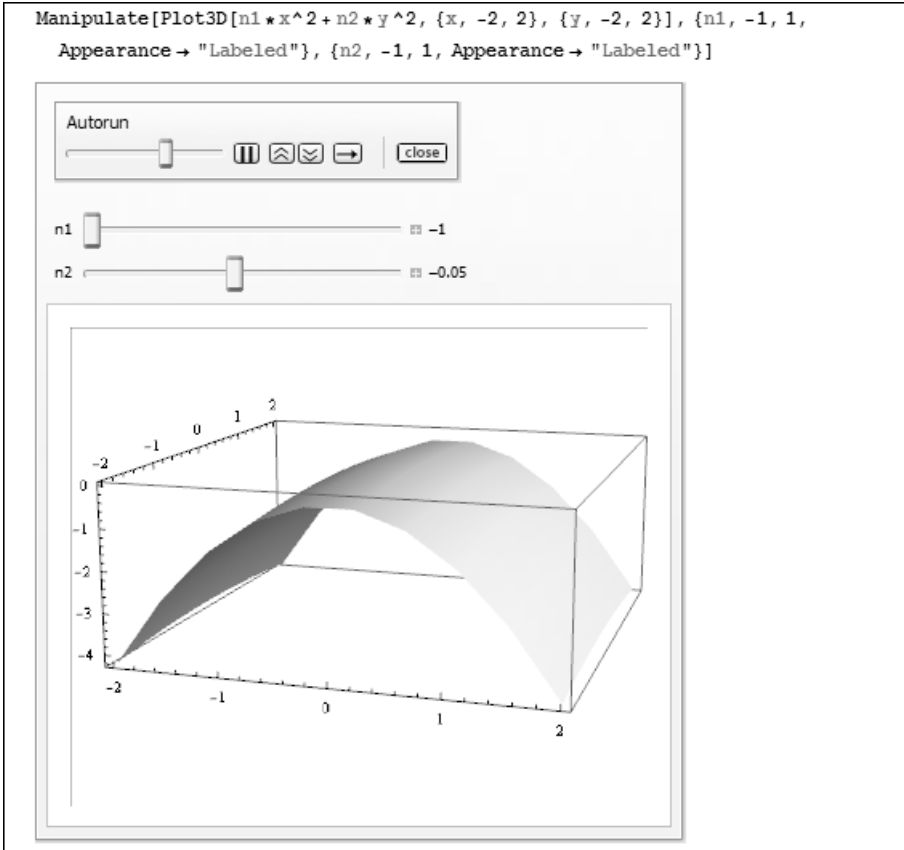 Manipulate[Plot3D[n1*x^2+n2*y^2, {x, -2, 2}, {y, -2, 2}], {n1, -1, 1,
Appearance → "Labeled"}, {n2, -1, 1, Appearance → "Labeled"}]
Autorun
close
n1 -1
n2 -0.05
2
1
0
-1
-2
0
-1
-2
-3
-4
-2
-1
0
1
2